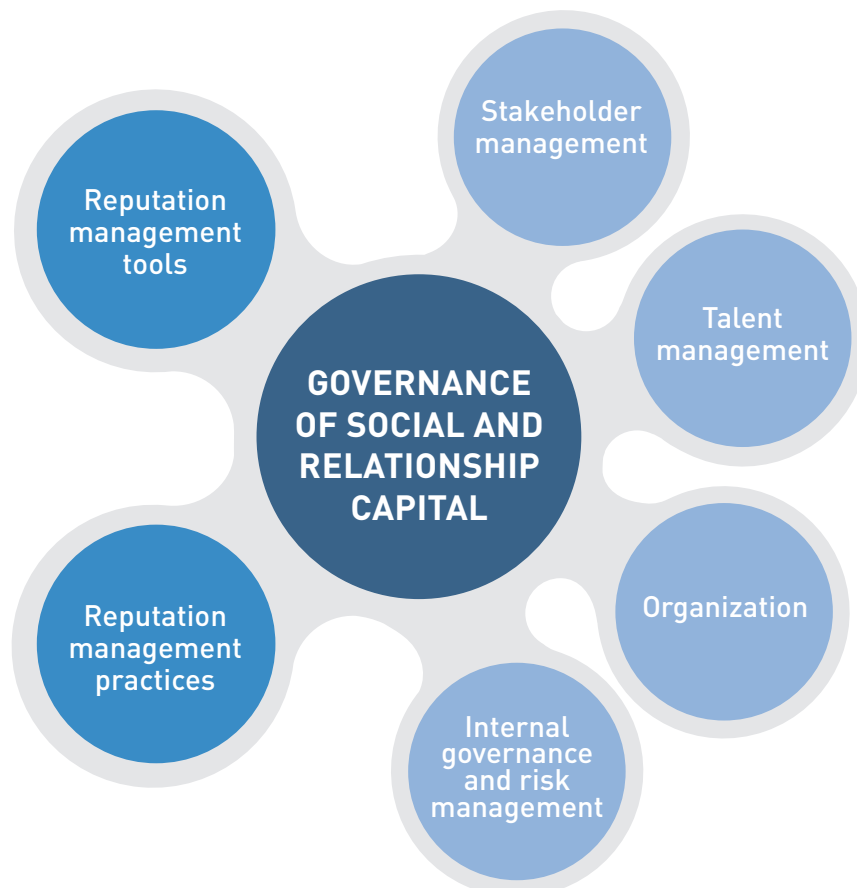 Stakeholder
management
Reputation
management
tools
Talent
management
GOVERNANCE
OF SOCIAL AND
RELATIONSHIP
CAPITAL
Organization
Reputation
management
practices
Internal
governance
and risk
management